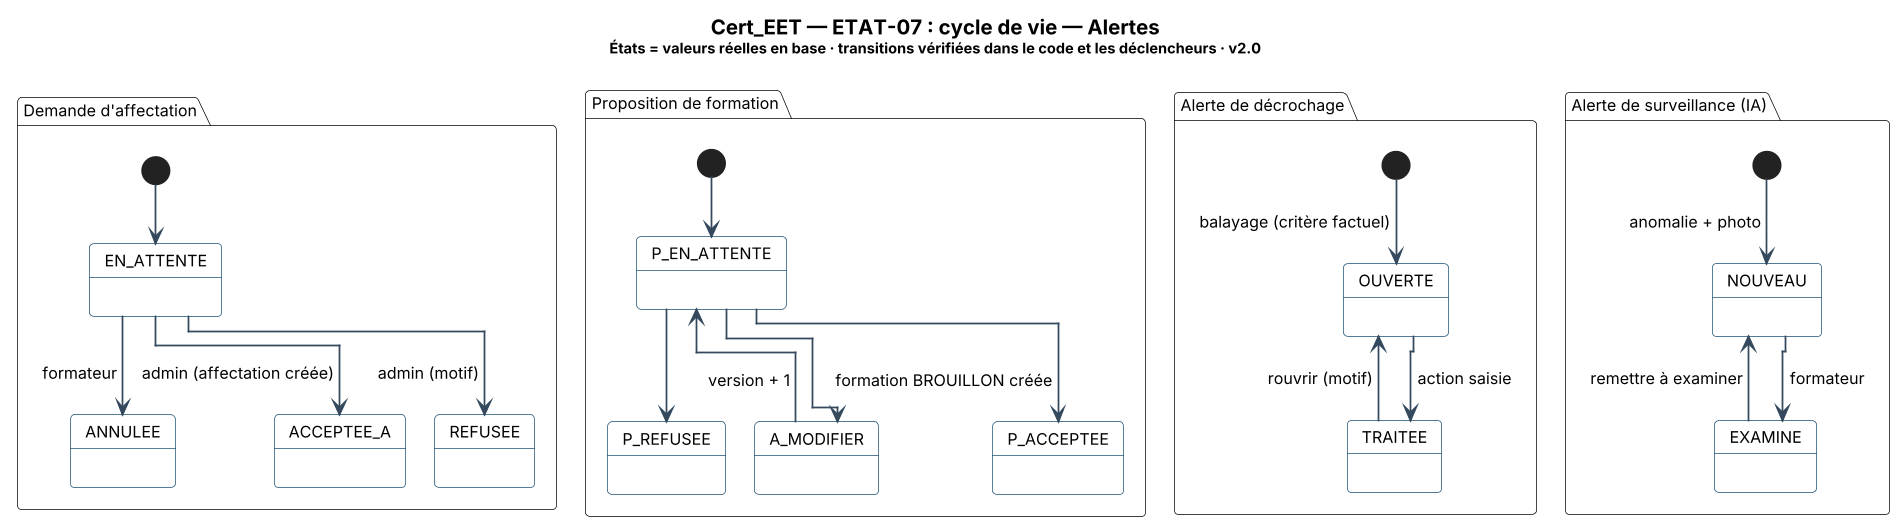 Cert_EET — ETAT-07 : cycle de vie — Alertes
États = valeurs réelles en base · transitions vérifiées dans le code et les déclencheurs · v2.0
Demande d'affectation
EN_ATTENTE
formateur
admin (affectation créée)
admin (motif)
ANNULEE
ACCEPTEE_A
REFUSEE
Proposition de formation
P_EN_ATTENTE
version + 1
formation BROUILLON créée
P_REFUSEE
A_MODIFIER
P_ACCEPTEE
Alerte de décrochage
balayage (critère factuel)
OUVERTE
rouvrir (motif)
action saisie
TRAITEE
Alerte de surveillance (IA)
anomalie + photo
NOUVEAU
remettre à examiner
formateur
EXAMINE